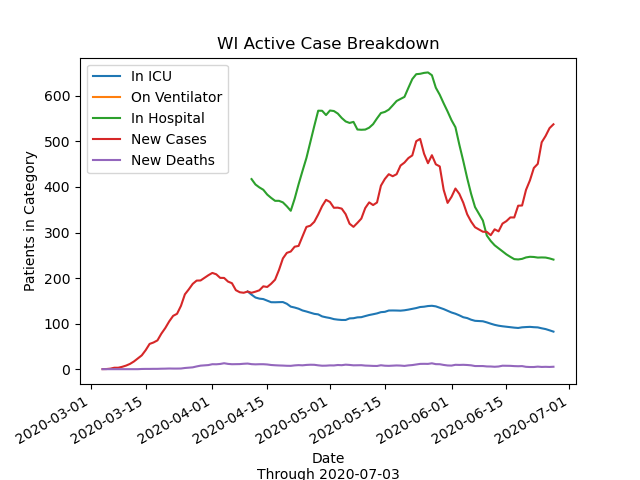 WI Active Case Breakdown
In ICU
On Ventilator
In Hospital
New Cases
New Deaths
Patients in Category
600
500
400
300
200
100
0
2020-03-01
2020-03-15
2020-04-01
2020-04-15
2020-05-01
2020-05-15
2020-06-01
2020-06-15
2020-07-01
Date
Through 2020-07-03